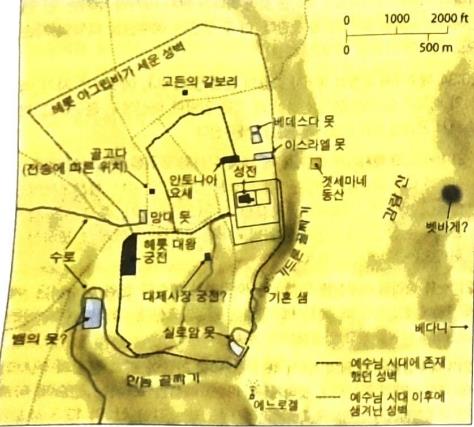 0 1000 2000 ft
0 500 m
헤롯 아그립바가 세운 성벽
고든의 갈보리
베데스다 못
이스라엘 못
골고다
(전승에 따른 위치)
안토니아
요새
성전
겟세마네
동산
감람 산
벳바게?
망대 못
수로
헤롯 대왕
궁전
기드론 골짜기
대제사장 궁전?
기혼 샘
베다니 →
뱀의 못?
실로암 못
힌놈 골짜기
에느로겔
예수님 시대에 존재
했던 성벽
예수님 시대 이후에
생겨난 성벽